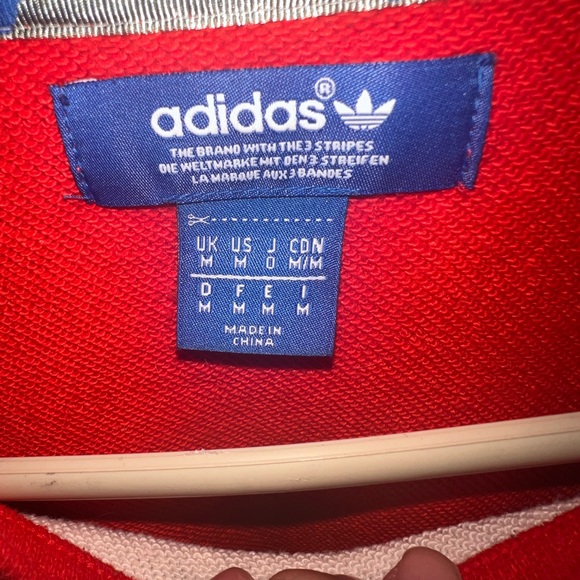 adidas®
THE BRAND WITH THE 3 STRIPES
DIE WELTMARKE MIT DEN 3 STREIFEN
LA MARQUE AUX 3 BANDES
UK US J CDN
M M O M/M
D F E I
M M M M
MADE IN
CHINA